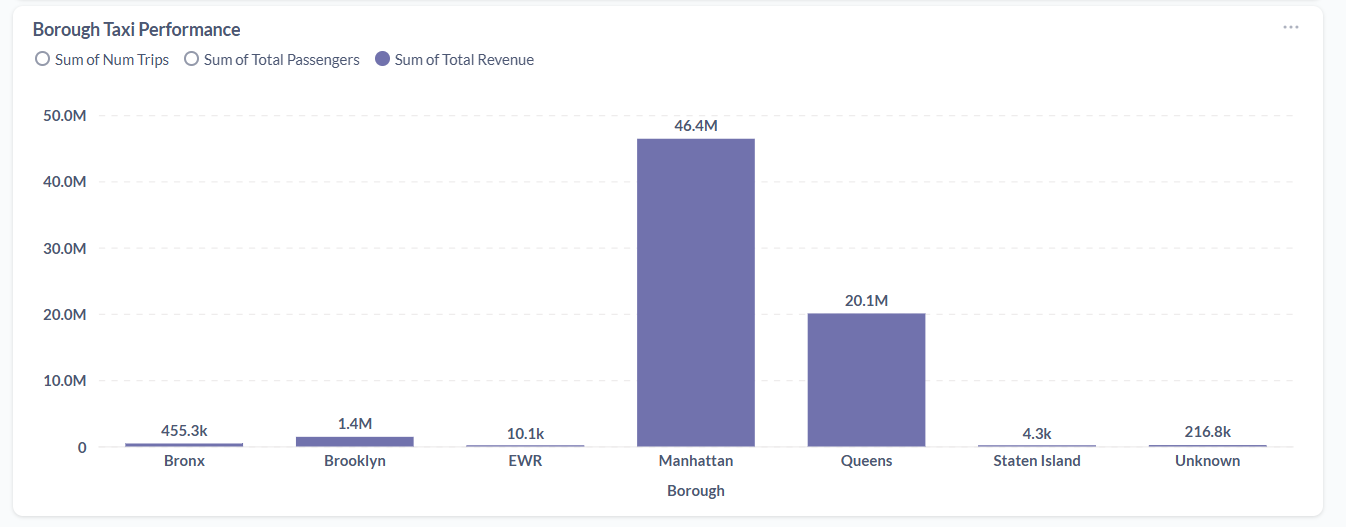 Borough Taxi Performance
Sum of Num Trips Sum of Total Passengers Sum of Total Revenue
50.0M
46.4M
40.0M
30.0M
20.0M
20.1M
10.0M
455.3k 1.4M 10.1k 4.3k 216.8k
0
Bronx Brooklyn EWR Manhattan Queens Staten Island Unknown
Borough